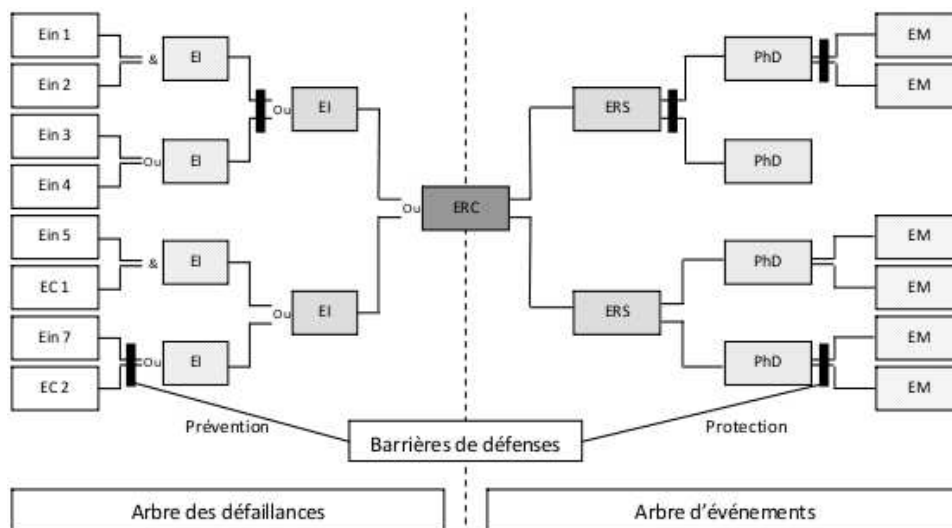 Ein 1
Ein 2
&
EI
Ein 3
Ein 4
Ou
EI
Ou
EI
Ein 5
EC 1
&
EI
Ein 7
EC 2
Ou
EI
Ou
EI
Ou
ERC
ERS
PhD
EM
EM
PhD
ERS
PhD
EM
EM
PhD
EM
EM
Prévention
Barrières de défenses
Protection
Arbre des défaillances
Arbre d'événements